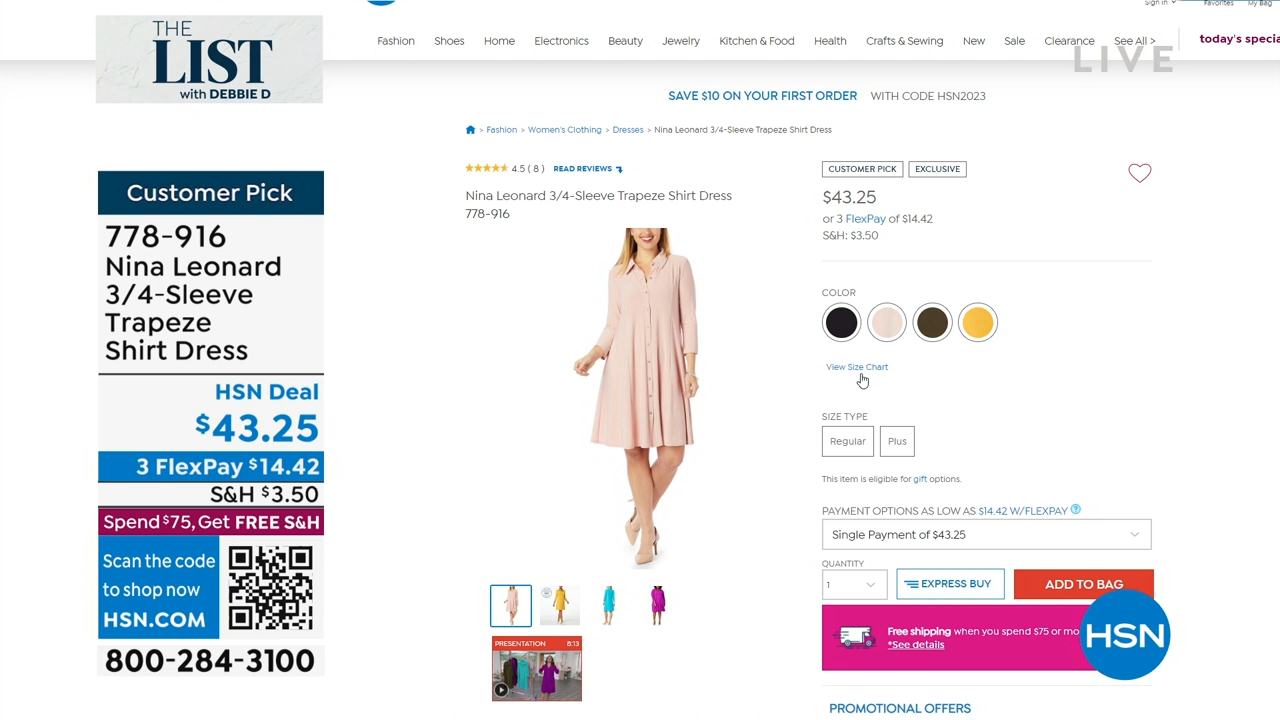 THE
LIST
with DEBBIE D
Customer Pick
778-916
Nina Leonard
3/4-Sleeve
Trapeze
Shirt Dress
HSN Deal
$43.25
3 FlexPay $14.42
S&H $3.50
Spend $75, Get FREE S&H
Scan the code
to shop now
HSN.COM
800-284-3100
Sign in
Favorites
My Bag
Fashion
Shoes
Home
Electronics
Beauty
Jewelry
Kitchen & Food
Health
Crafts & Sewing
New
Sale
Clearance
See All >
today's specia
LIVE
SAVE $10 ON YOUR FIRST ORDER WITH CODE HSN2023
> Fashion > Women's Clothing > Dresses > Nina Leonard 3/4-Sleeve Trapeze Shirt Dress
4.5 ( 8 ) READ REVIEWS
Nina Leonard 3/4-Sleeve Trapeze Shirt Dress
778-916
PRESENTATION 8:13
CUSTOMER PICK
EXCLUSIVE
$43.25
or 3 FlexPay of $14.42
S&H: $3.50
COLOR
View Size Chart
SIZE TYPE
Regular
Plus
This item is eligible for gift options.
PAYMENT OPTIONS AS LOW AS $14.42 W/FLEXPAY ?
Single Payment of $43.25
QUANTITY
1
EXPRESS BUY
ADD TO BAG
Free shipping when you spend $75 or mo
*See details
HSN
PROMOTIONAL OFFERS